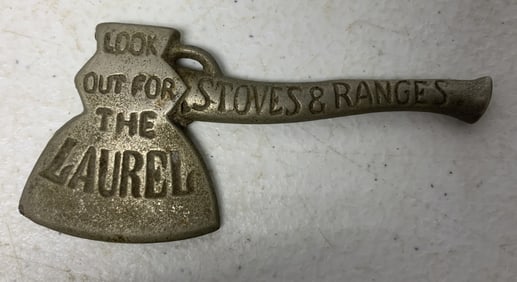 LOOK
OUT FOR
THE
LAUREL
STOVES & RANGES